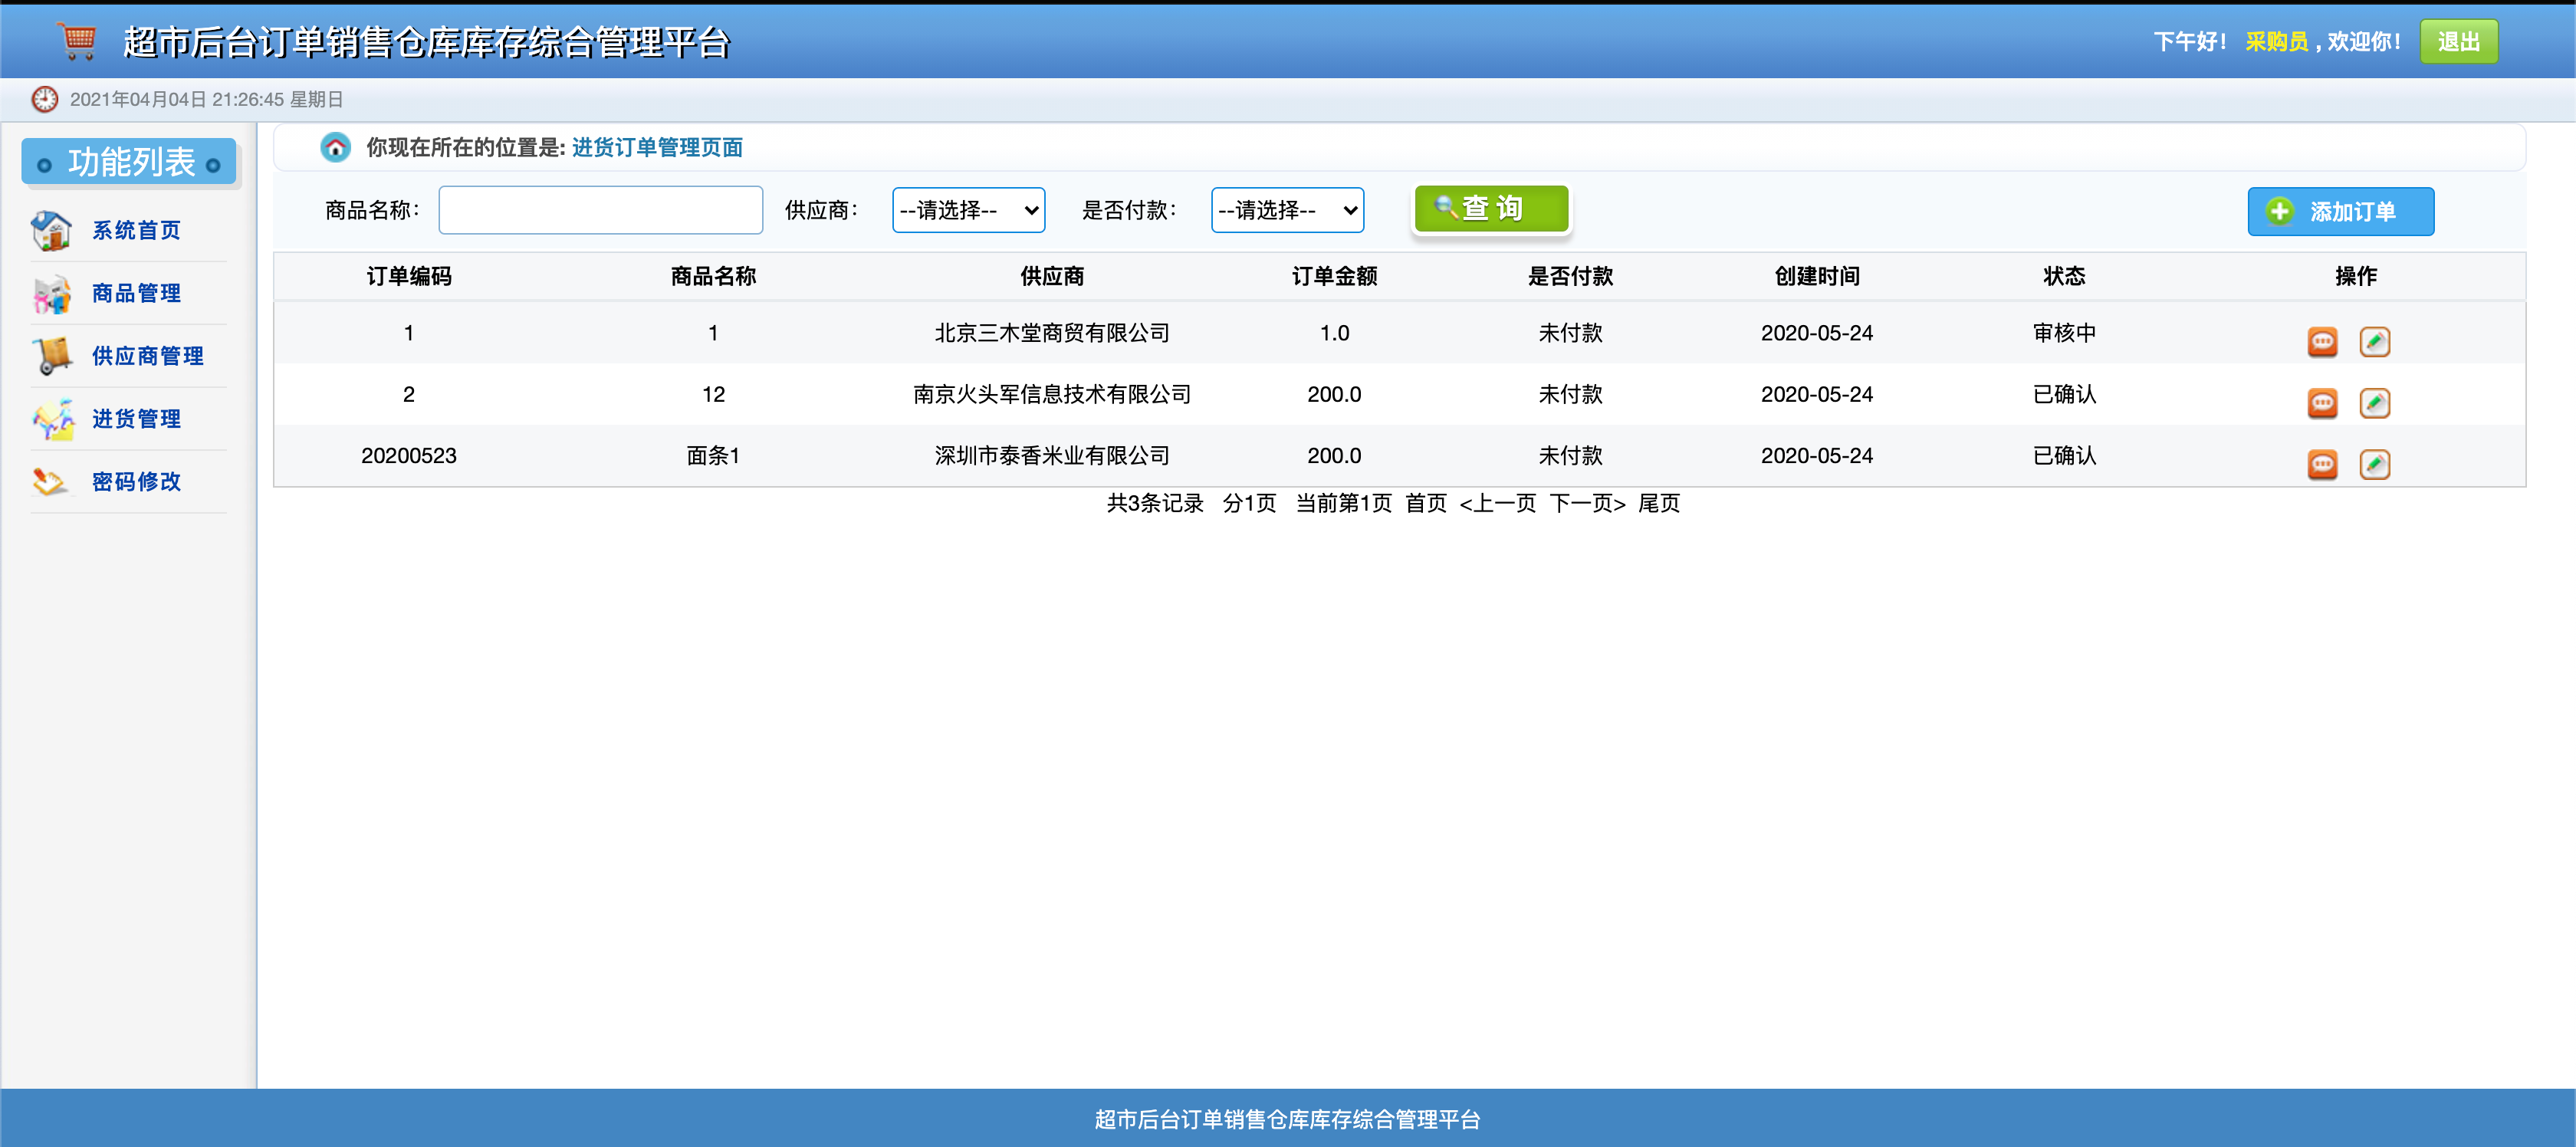 超市后台订单销售仓库库存综合管理平台
下午好！ 采购员 , 欢迎你！ 退出
2021年04月04日 21:26:45 星期日
功能列表
系统首页
商品管理
供应商管理
进货管理
密码修改
你现在所在的位置是: 进货订单管理页面
商品名称： 供应商： --请选择-- 是否付款： --请选择-- 查 询 添加订单
订单编码 商品名称 供应商 订单金额 是否付款 创建时间 状态 操作
1 1 北京三木堂商贸有限公司 1.0 未付款 2020-05-24 审核中
2 12 南京火头军信息技术有限公司 200.0 未付款 2020-05-24 已确认
20200523 面条1 深圳市泰香米业有限公司 200.0 未付款 2020-05-24 已确认
共3条记录 分1页 当前第1页 首页 <上一页 下一页> 尾页
超市后台订单销售仓库库存综合管理平台